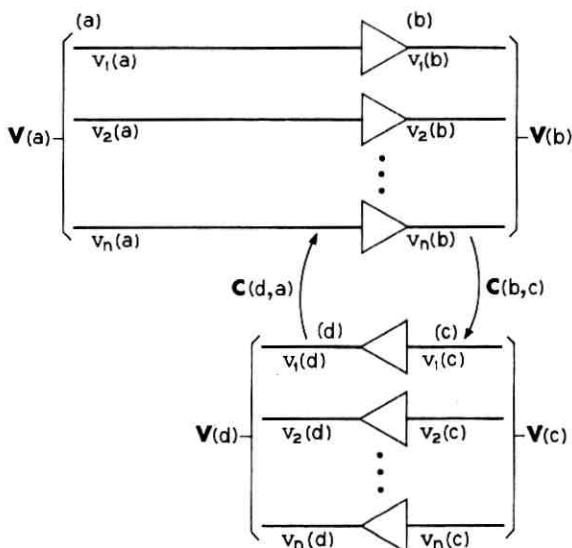 (a) (b)
v₁(a) v₁(b)
v₂(a) v₂(b)
V(a) V(b)
vₙ(a) vₙ(b)
C(d,a) C(b,c)
(d) (c)
v₁(d) v₁(c)
V(d) v₂(d) v₂(c) V(c)
vₙ(d) vₙ(c)